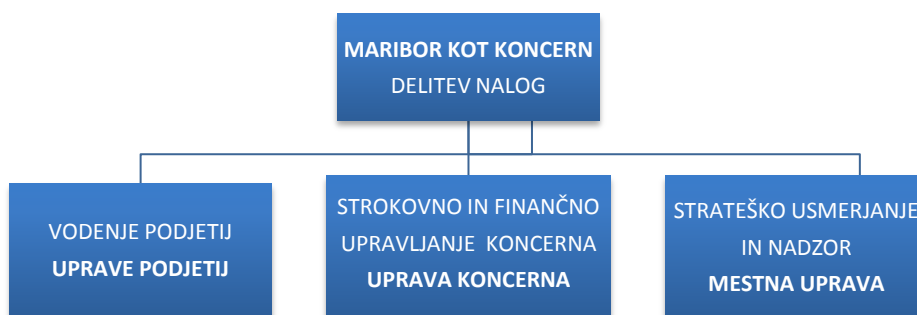 MARIBOR KOT KONCERN
DELITEV NALOG
VODENJE PODJETIJ
UPRAVE PODJETIJ
STROKOVNO IN FINANČNO
UPRAVLJANJE KONCERNA
UPRAVA KONCERNA
STRATEŠKO USMERJANJE
IN NADZOR
MESTNA UPRAVA